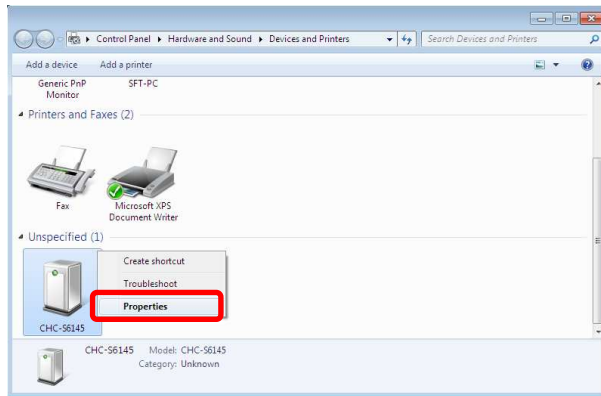 Control Panel ▸ Hardware and Sound ▸ Devices and Printers
Search Devices and Printers
Add a device Add a printer
Generic PnP Monitor
SFT-PC
Printers and Faxes (2)
Fax
Microsoft XPS
Document Writer
Unspecified (1)
Create shortcut
Troubleshoot
Properties
CHC-S6145
CHC-S6145 Model: CHC-S6145
Category: Unknown